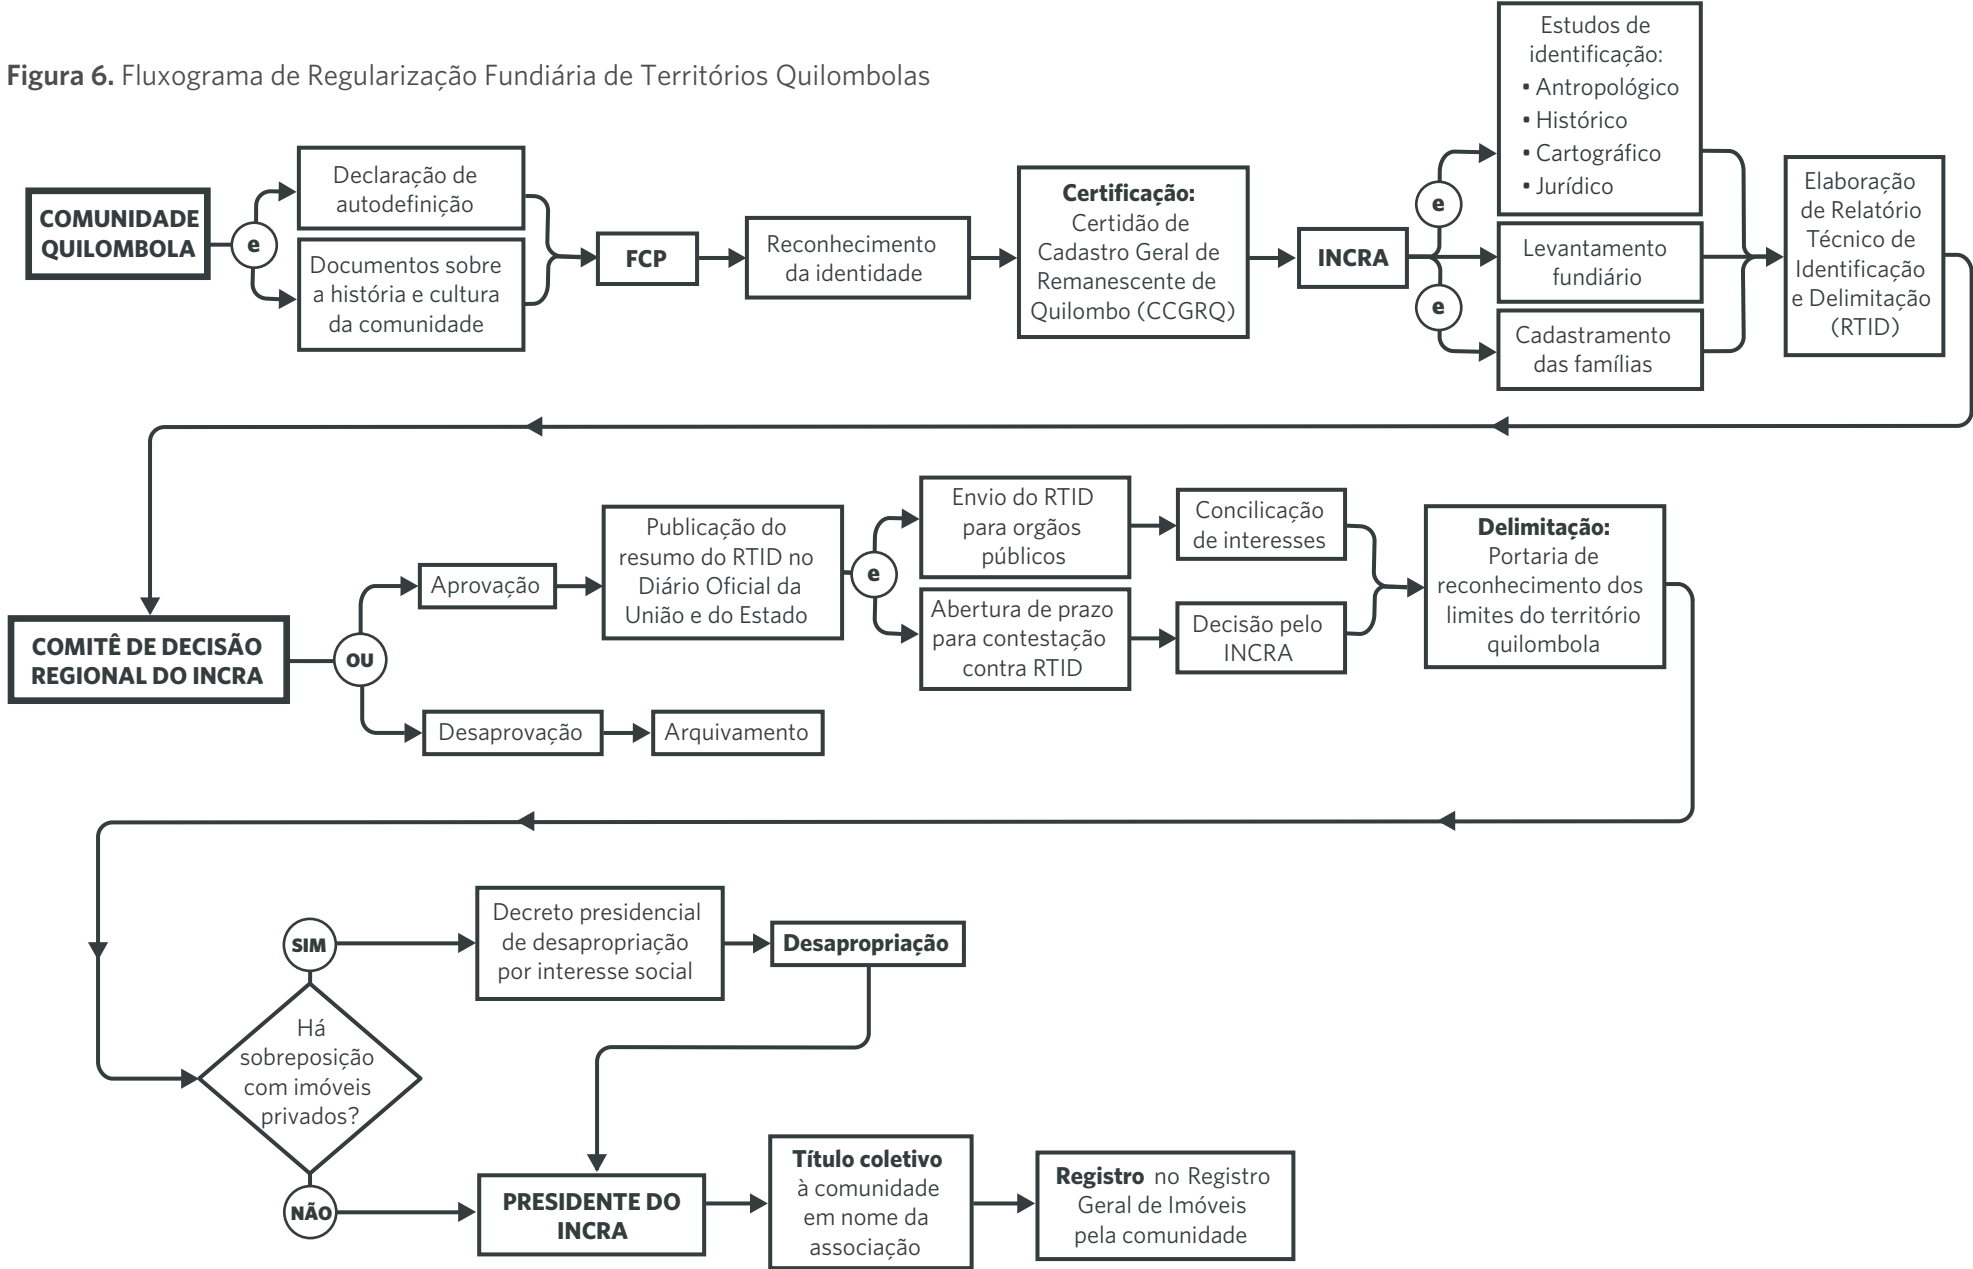 Figura 6. Fluxograma de Regularização Fundiária de Territórios Quilombolas
COMUNIDADE
QUILOMBOLA
e
Declaração de
autodefinição
Documentos sobre
a história e cultura
da comunidade
FCP
Reconhecimento
da identidade
Certificação:
Certidão de
Cadastro Geral de
Remanescente de
Quilombo (CCGRQ)
INCRA
e
e
Estudos de
identificação:
• Antropológico
• Histórico
• Cartográfico
• Jurídico
Levantamento
fundiário
Cadastramento
das famílias
Elaboração
de Relatório
Técnico de
Identificação
e Delimitação
(RTID)
COMITÊ DE DECISÃO
REGIONAL DO INCRA
OU
Aprovação
Publicação do
resumo do RTID no
Diário Oficial da
União e do Estado
e
Envio do RTID
para orgãos
públicos
Concilicação
de interesses
Abertura de prazo
para contestação
contra RTID
Decisão pelo
INCRA
Delimitação:
Portaria de
reconhecimento dos
limites do território
quilombola
Desaprovação
Arquivamento
Há
sobreposição
com imóveis
privados?
SIM
Decreto presidencial
de desapropriação
por interesse social
Desapropriação
NÃO
PRESIDENTE DO
INCRA
Título coletivo
à comunidade
em nome da
associação
Registro no Registro
Geral de Imóveis
pela comunidade